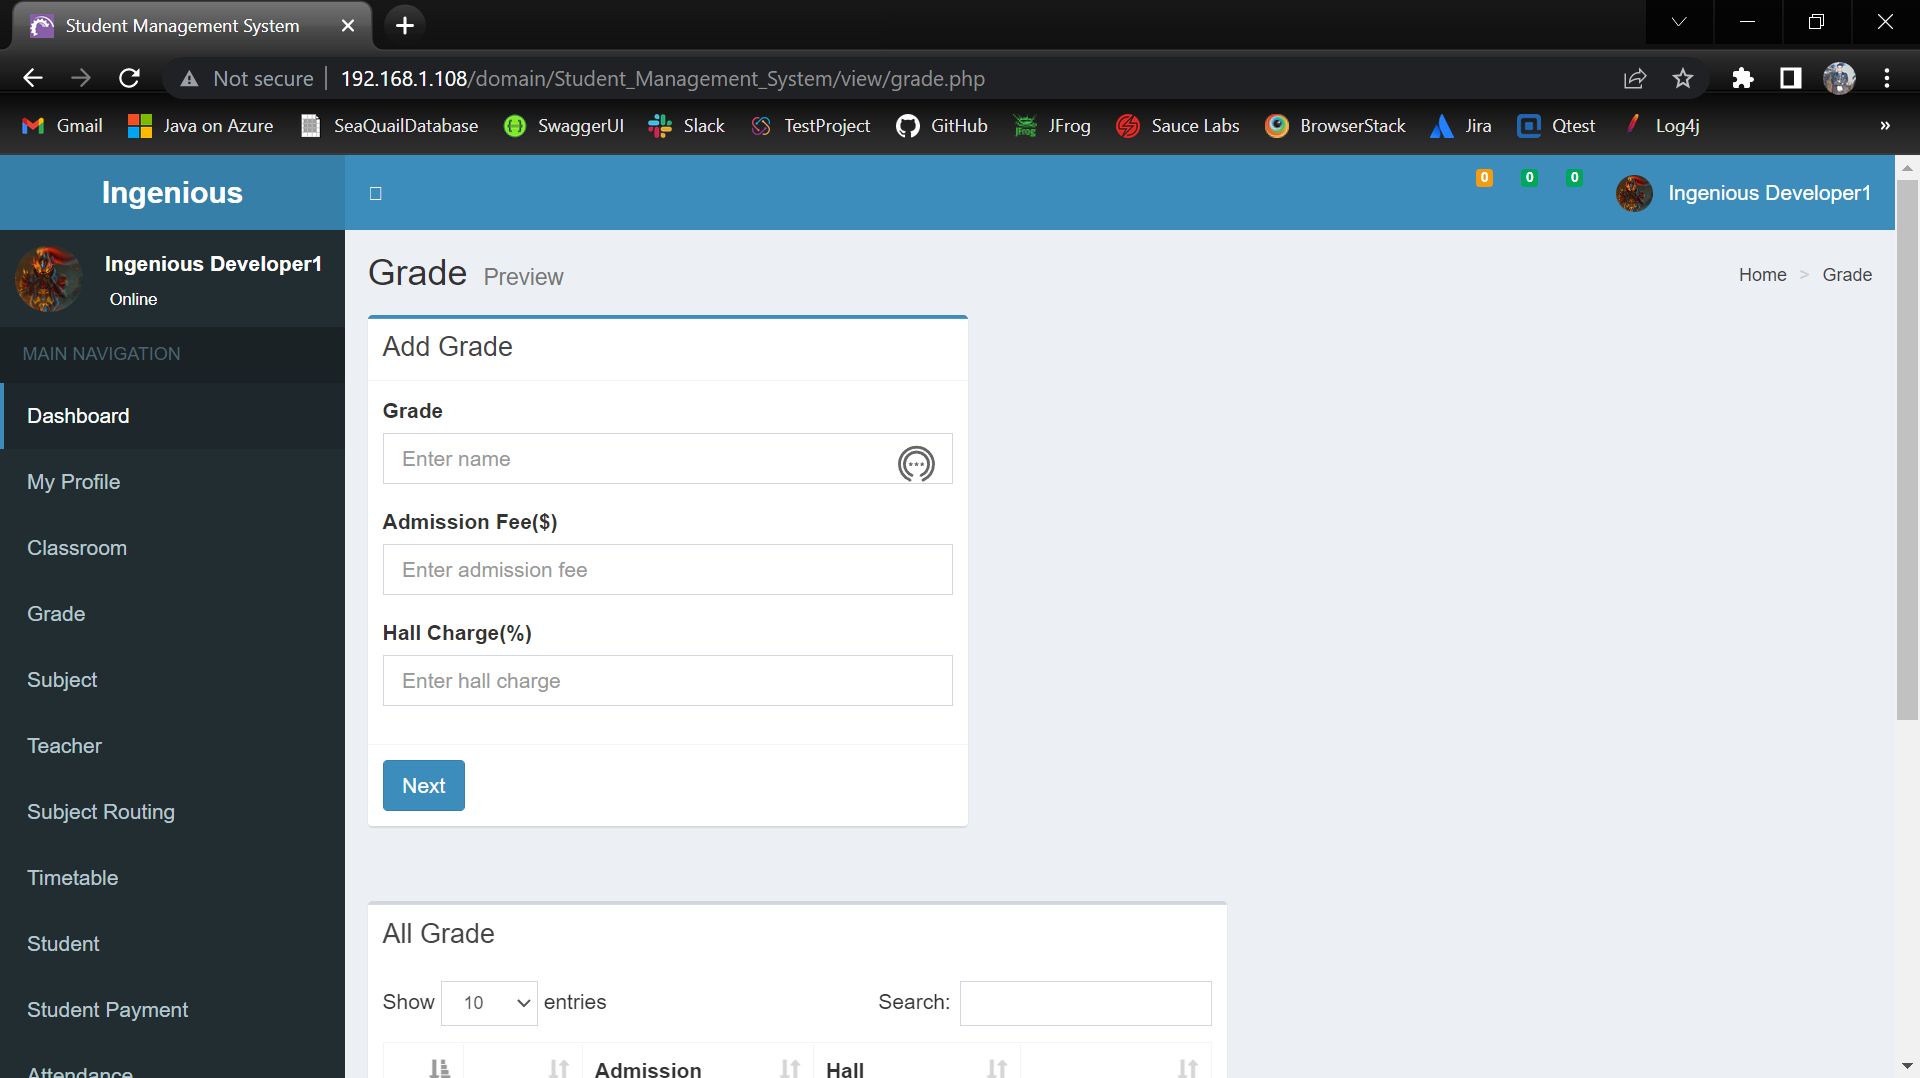 Student Management System
Not secure 192.168.1.108/domain/Student_Management_System/view/grade.php
Gmail Java on Azure SeaQuailDatabase SwaggerUI Slack TestProject GitHub JFrog Sauce Labs BrowserStack Jira Qtest Log4j »
Ingenious
0 0 0 Ingenious Developer1
Ingenious Developer1
Online
MAIN NAVIGATION
Dashboard
My Profile
Classroom
Grade
Subject
Teacher
Subject Routing
Timetable
Student
Student Payment
Attendance
Grade Preview
Home > Grade
Add Grade
Grade
Enter name
Admission Fee($)
Enter admission fee
Hall Charge(%)
Enter hall charge
Next
All Grade
Show 10 entries Search:
Admission Hall